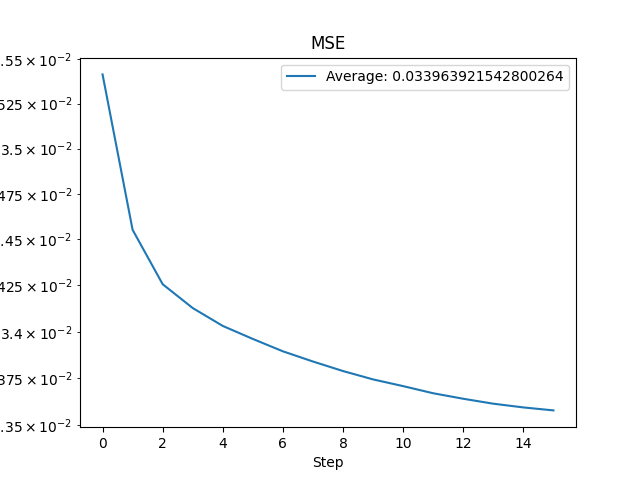 MSE
Average: 0.033963921542800264
.55 × 10⁻²
525 × 10⁻²
3.5 × 10⁻²
475 × 10⁻²
.45 × 10⁻²
425 × 10⁻²
3.4 × 10⁻²
375 × 10⁻²
.35 × 10⁻²
0 2 4 6 8 10 12 14
Step